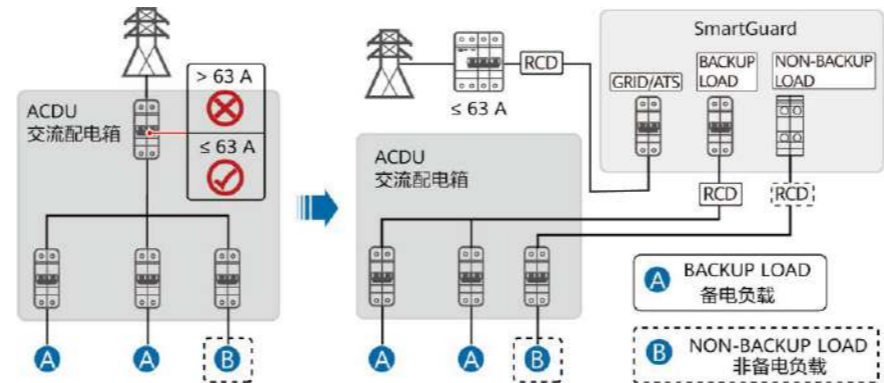 > 63 A
≤ 63 A
ACDU
交流配电箱
A
A
B
RCD
≤ 63 A
SmartGuard
GRID/ATS
BACKUP
LOAD
NON-BACKUP
LOAD
ACDU
交流配电箱
RCD
RCD
A
A
B
A BACKUP LOAD
备电负载
B NON-BACKUP LOAD
非备电负载